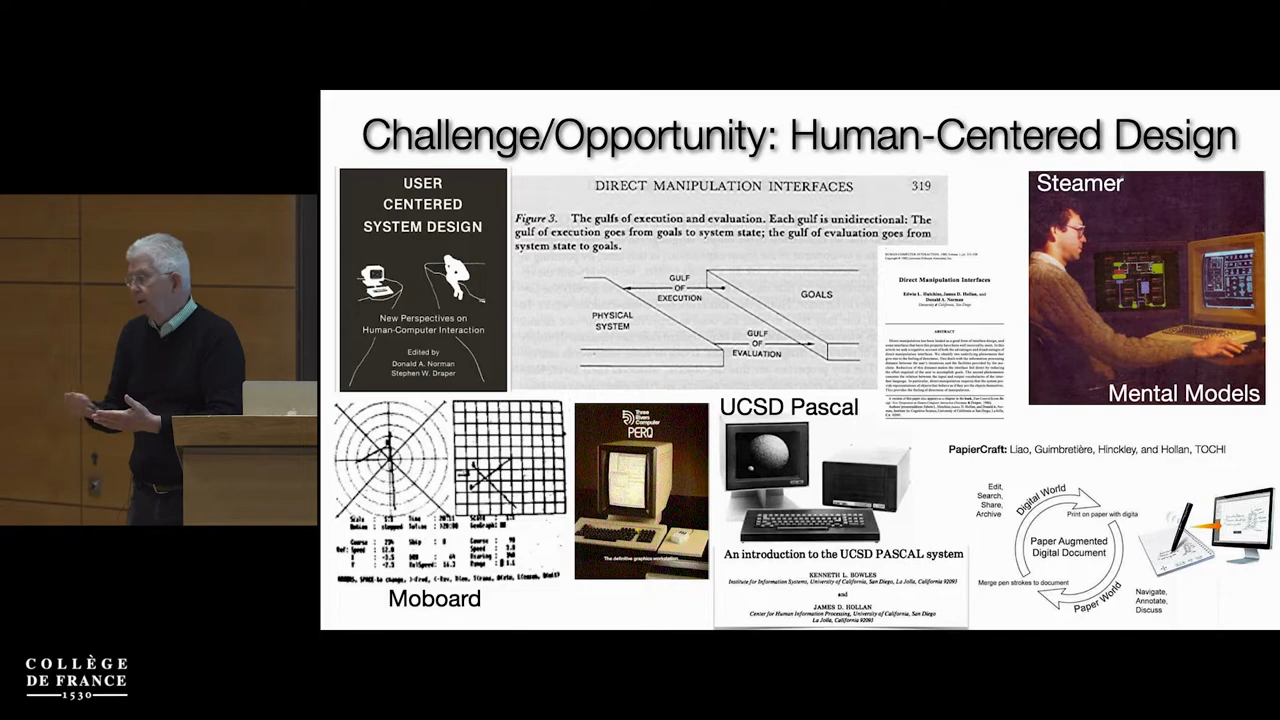 Challenge/Opportunity: Human-Centered Design
USER
CENTERED
SYSTEM DESIGN
New Perspectives on
Human-Computer Interaction
Edited by
Donald A. Norman
Stephen W. Draper
DIRECT MANIPULATION INTERFACES 319
Figure 3. The gulfs of execution and evaluation. Each gulf is unidirectional: The
gulf of execution goes from goals to system state; the gulf of evaluation goes from
system state to goals.
GULF
OF
EXECUTION
GOALS
PHYSICAL
SYSTEM
GULF
OF
EVALUATION
Direct Manipulation Interfaces
Edwin L. Hutchins, James D. Hollan, and
Donald A. Norman
University of California, San Diego
ABSTRACT
Steamer
Mental Models
Moboard
Three
Rivers
Computer
PERQ
The definitive graphics workstation.
UCSD Pascal
An introduction to the UCSD PASCAL system
KENNETH L. BOWLES
Institute for Information Systems, University of California, San Diego, La Jolla, California 92093
and
JAMES D. HOLLAN
Center for Human Information Processing, University of California, San Diego
La Jolla, California 92093
PapierCraft: Liao, Guimbretière, Hinckley, and Hollan, TOCHI
Edit,
Search,
Share,
Archive
Digital World
Print on paper with digita
Paper Augmented
Digital Document
Merge pen strokes to document
Paper World
Navigate,
Annotate,
Discuss
COLLÈGE
DE FRANCE
1530